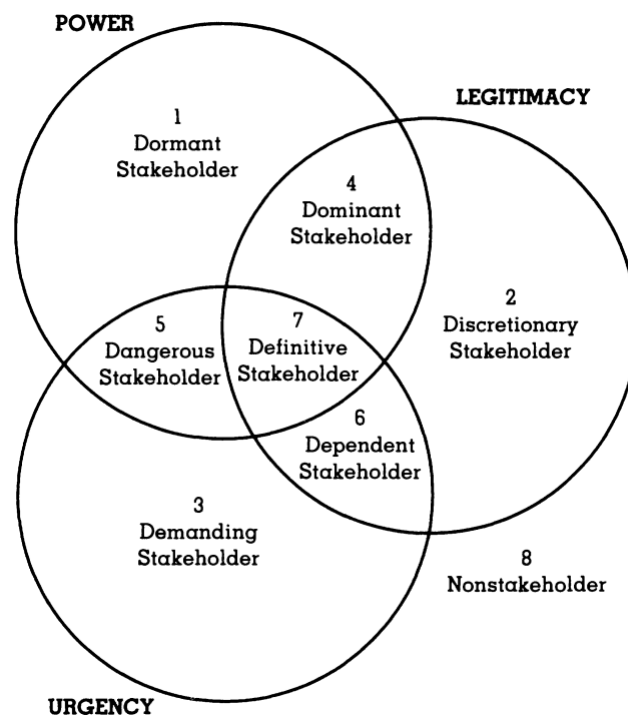 POWER
LEGITIMACY
1
Dormant
Stakeholder
4
Dominant
Stakeholder
2
Discretionary
Stakeholder
5
Dangerous
Stakeholder
7
Definitive
Stakeholder
6
Dependent
Stakeholder
3
Demanding
Stakeholder
8
Nonstakeholder
URGENCY